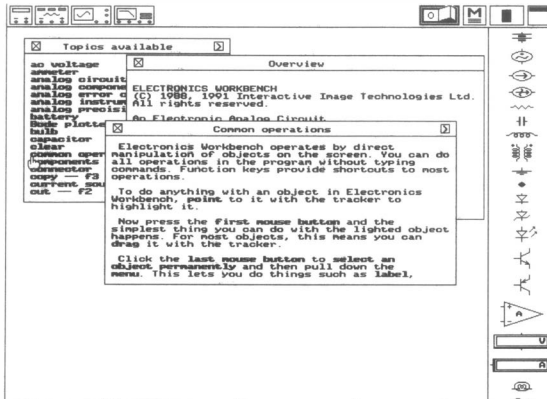 M
Topics available
ac voltage
ammeter
analog circuit
analog compone
analog error c
analog instrum
analog precisi
battery
Bode plotte
bulb
capacitor
clear
common oper
components
connector
copy — f3
current sou
cut — f2
Overview
ELECTRONICS WORKBENCH
(C) 1988, 1991 Interactive Image Technologies Ltd.
All rights reserved.
An Electronic Analog Circuit
Common operations
Electronics Workbench operates by direct
manipulation of objects on the screen. You can do
all operations in the program without typing
commands. Function keys provide shortcuts to most
operations.
To do anything with an object in Electronics
Workbench, point to it with the tracker to
highlight it.
Now press the first mouse button and the
simplest thing you can do with the lighted object
happens. For most objects, this means you can
drag it with the tracker.
Click the last mouse button to select an
object permanently and then pull down the
menu. This lets you do things such as label,
A
V
A